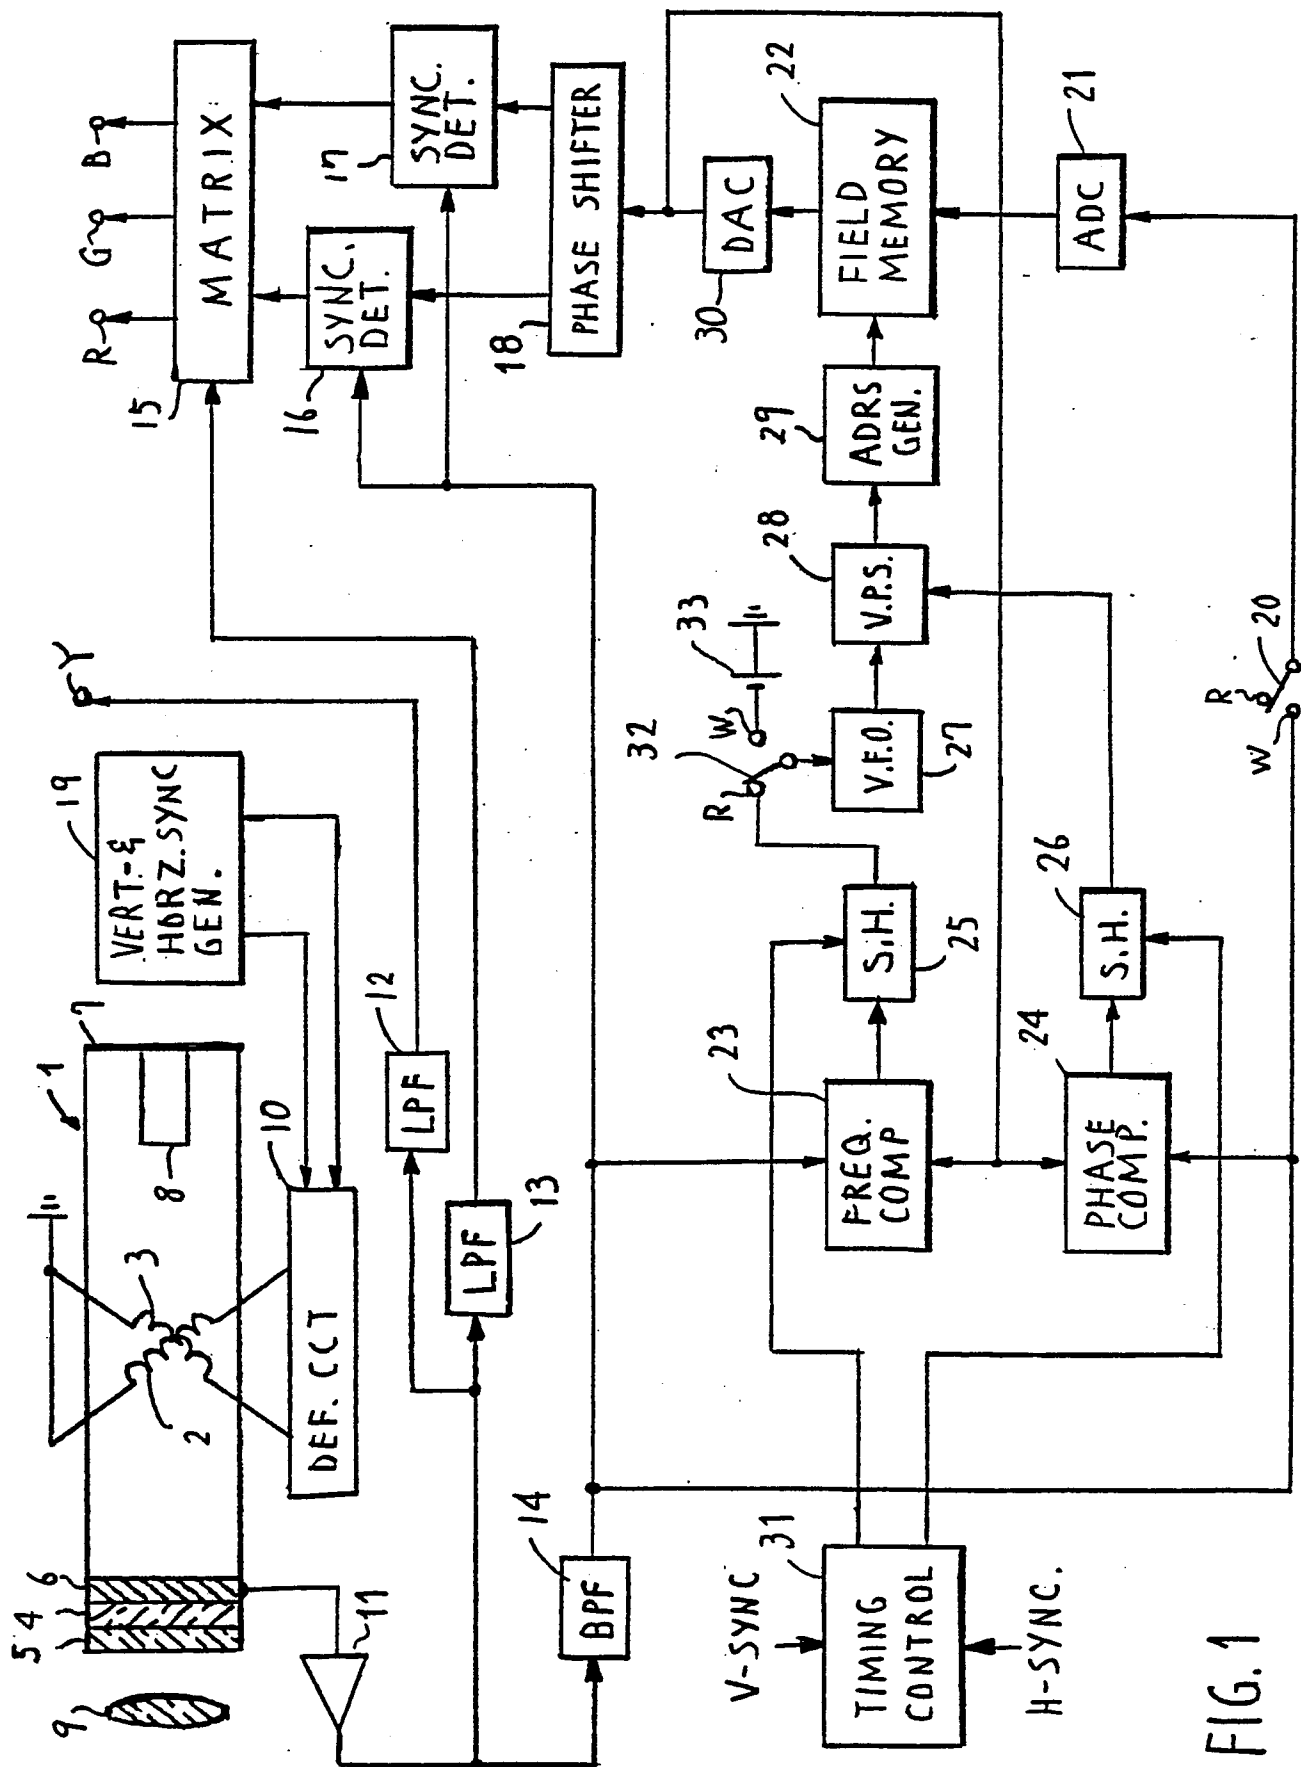 5
4
6
9
1
7
8
3
2
10
DEF. CCT
19
VERT. &
HORZ. SYNC
GEN.
11
12
LPF
13
LPF
14
BPF
Y
R
G
B
15
MATRIX
16
SYNC.
DET.
17
SYNC.
DET.
18
PHASE SHIFTER
30
DAC
22
FIELD
MEMORY
21
ADC
29
ADRS
GEN.
28
V.P.S.
33
W
32
R
V.F.O.
27
S.H.
25
26
S.H.
23
FREQ.
COMP
24
PHASE
COMP.
20
R
W
V-SYNC
31
TIMING
CONTROL
H-SYNC.
FIG. 1